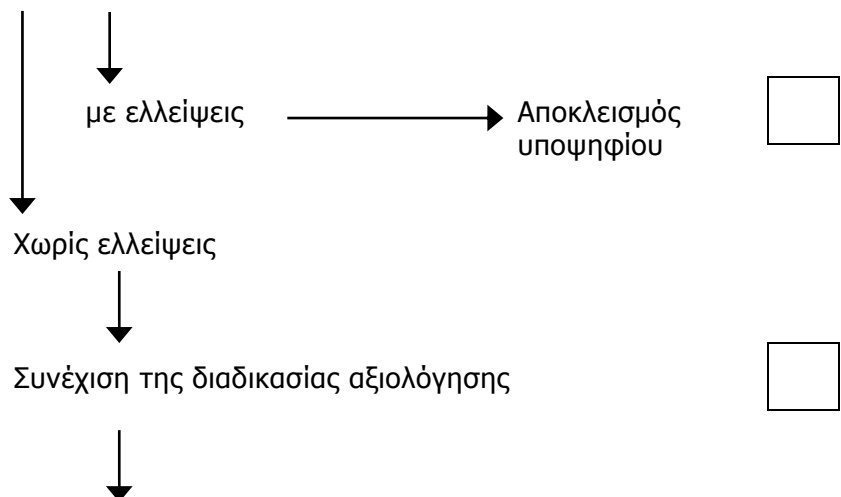 με ελλείψεις
Αποκλεισμός
υποψηφίου
Χωρίς ελλείψεις
Συνέχιση της διαδικασίας αξιολόγησης